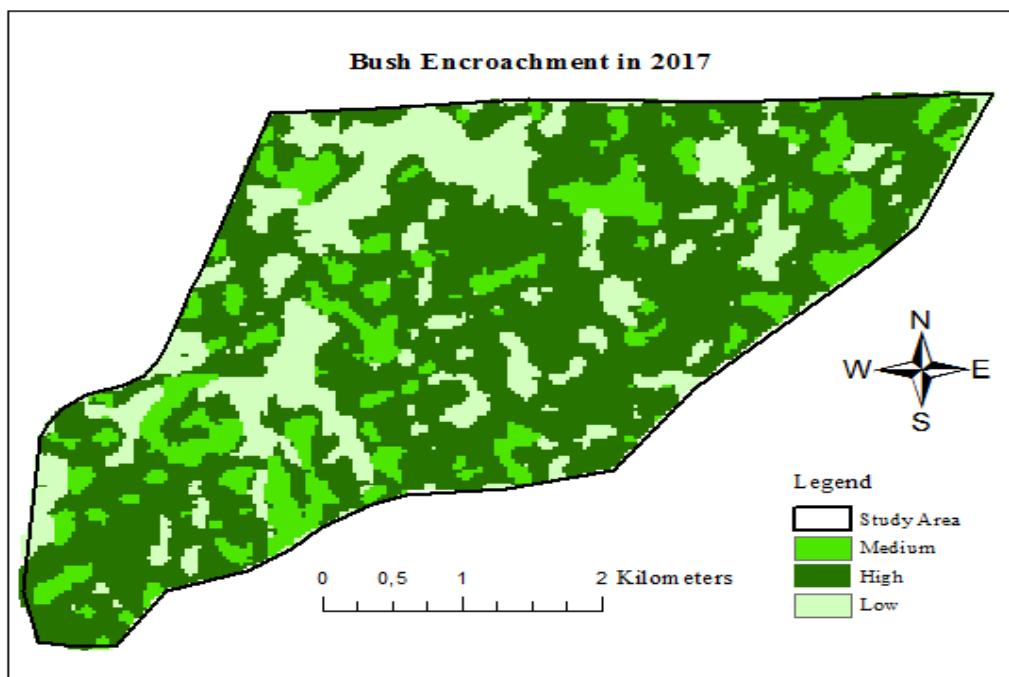 Bush Encroachment in 2017
N
W E
S
Legend
Study Area
Medium
High
Low
0 0,5 1 2 Kilometers